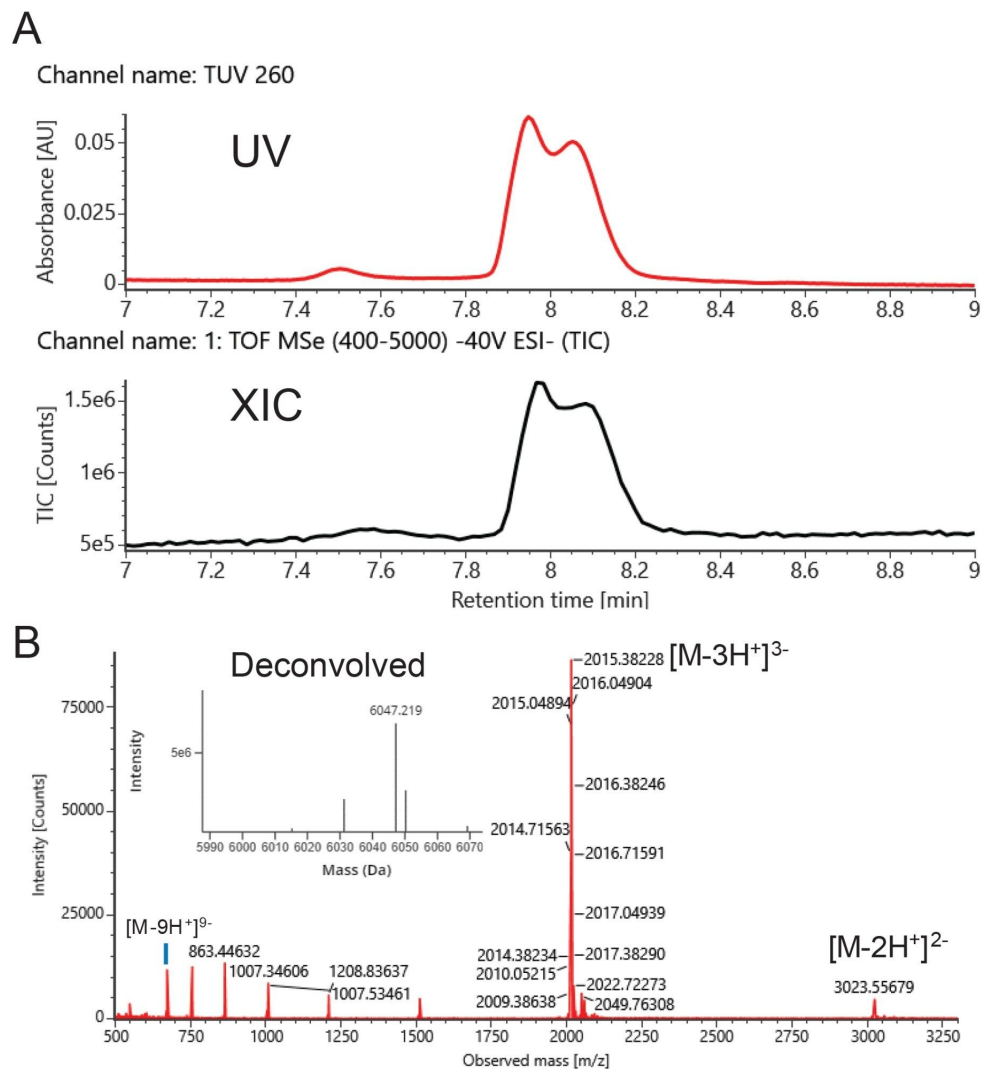 A
Channel name: TUV 260
UV
Absorbance [AU]
0.05
0.025
0
7 7.2 7.4 7.6 7.8 8 8.2 8.4 8.6 8.8 9
Channel name: 1: TOF MSe (400-5000) -40V ESI- (TIC)
XIC
TIC [Counts]
1.5e6
1e6
5e5
7 7.2 7.4 7.6 7.8 8 8.2 8.4 8.6 8.8 9
Retention time [min]
B
Deconvolved
[M-3H+]3-
2015.38228
2016.04904
2015.04894
2016.38246
2014.71563
2016.71591
2017.04939
2014.38234
2017.38290
2010.05215
2022.72273
2009.38638
2049.76308
Intensity [Counts]
75000
50000
25000
0
Intensity
5e6
6047.219
5990 6000 6010 6020 6030 6040 6050 6060 6070
Mass (Da)
[M-9H+]9-
863.44632
1007.34606
1208.83637
1007.53461
[M-2H+]2-
3023.55679
500 750 1000 1250 1500 1750 2000 2250 2500 2750 3000 3250
Observed mass [m/z]